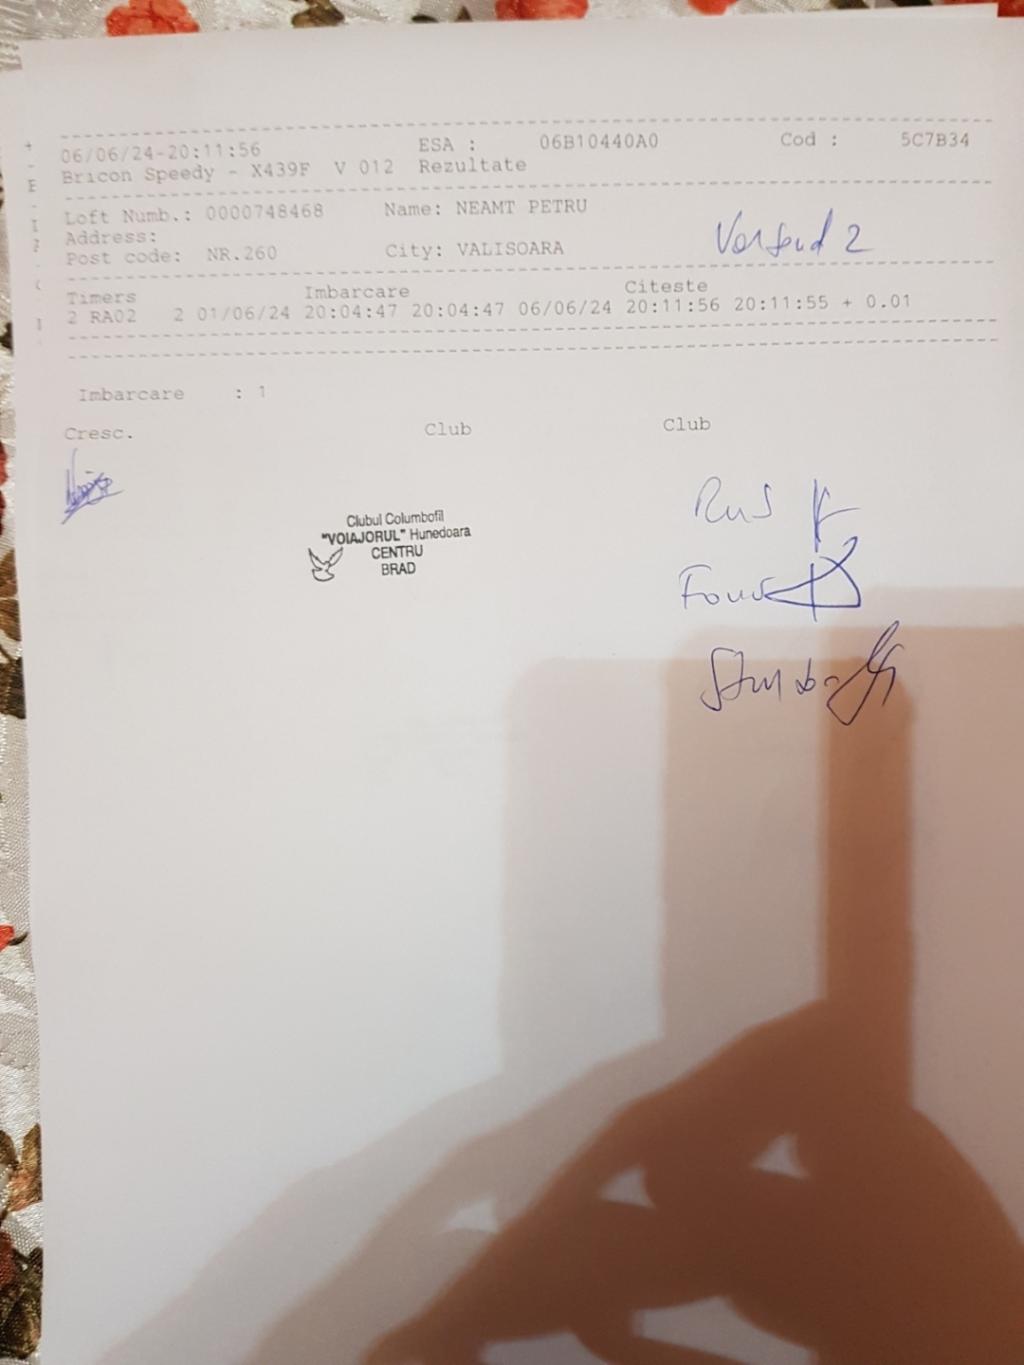 06/06/24-20:11:56 ESA : 06B10440A0 Cod : 5C7B34
Bricon Speedy - X439F V 012 Rezultate
Loft Numb.: 0000748468 Name: NEAMT PETRU
Address:
Post code: NR.260 City: VALISOARA
2
Timers Imbarcare Citeste
2 RA02 2 01/06/24 20:04:47 20:04:47 06/06/24 20:11:56 20:11:55 + 0.01
Imbarcare : 1
Cresc. Club Club
Clubul Columbofil
"VOIAJORUL" Hunedoara
CENTRU
BRAD
Rus